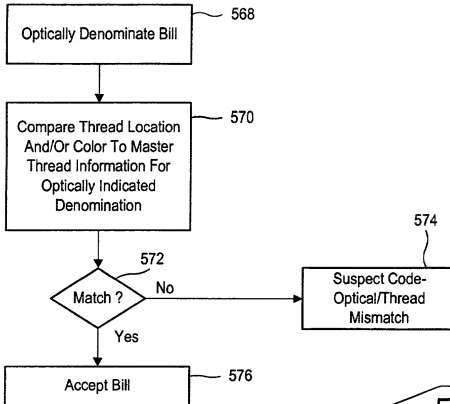 Optically Denominate Bill
568
Compare Thread Location
And/Or Color To Master
Thread Information For
Optically Indicated
Denomination
570
572
Match ?
No
Yes
574
Suspect Code-
Optical/Thread
Mismatch
Accept Bill
576